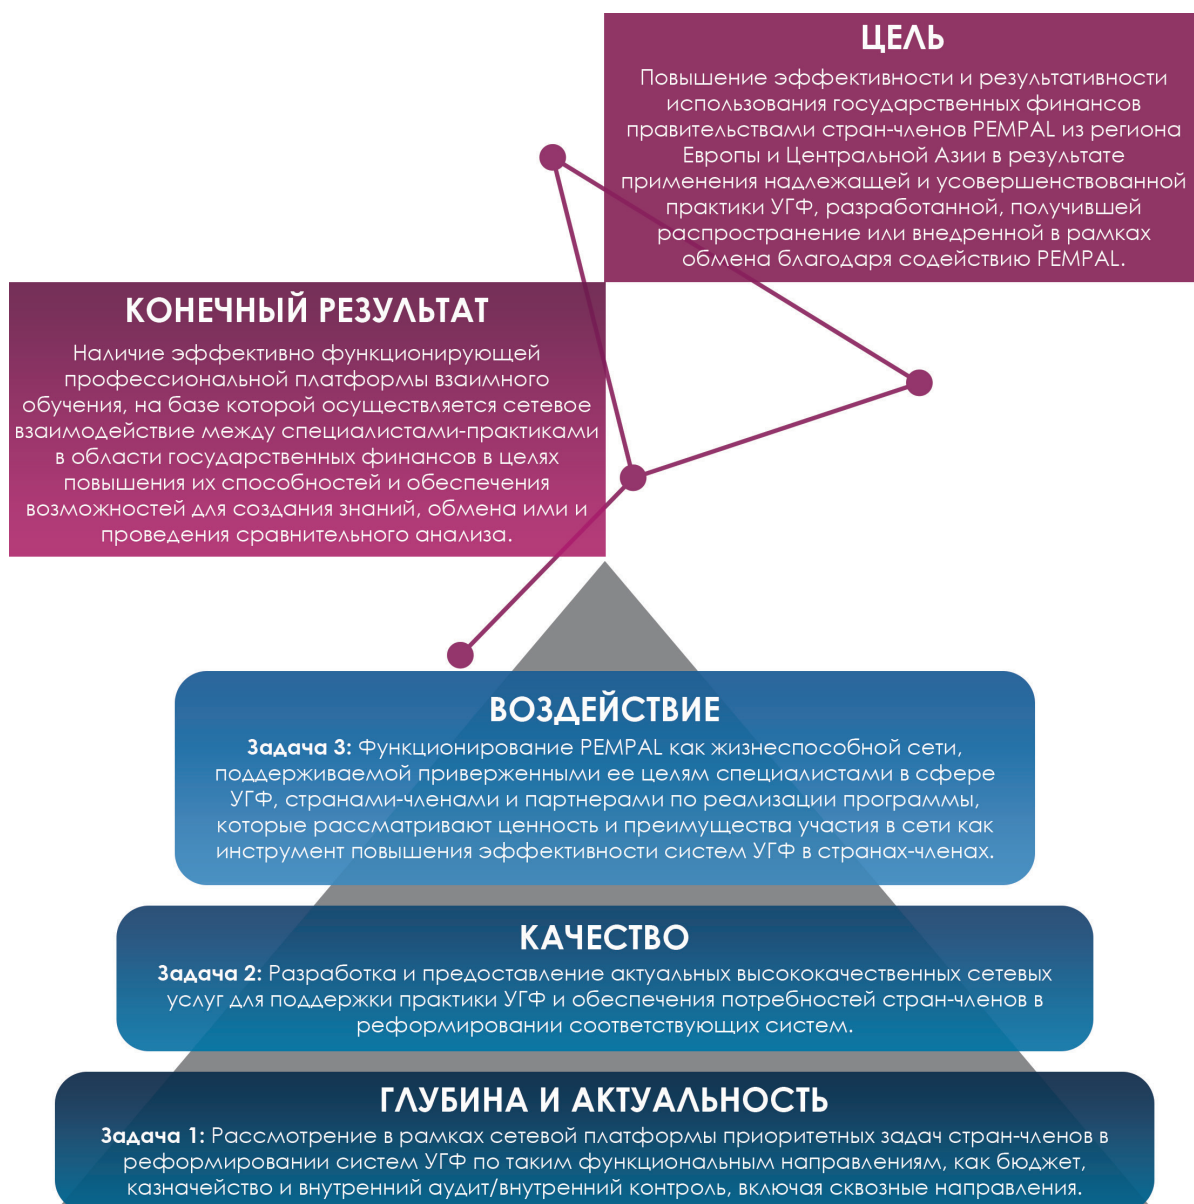 ЦЕЛЬ
Повышение эффективности и результативности
использования государственных финансов
правительствами стран-членов PEMPAL из региона
Европы и Центральной Азии в результате
применения надлежащей и усовершенствованной
практики УГФ, разработанной, получившей
распространение или внедренной в рамках
обмена благодаря содействию PEMPAL.
КОНЕЧНЫЙ РЕЗУЛЬТАТ
Наличие эффективно функционирующей
профессиональной платформы взаимного
обучения, на базе которой осуществляется сетевое
взаимодействие между специалистами-практиками
в области государственных финансов в целях
повышения их способностей и обеспечения
возможностей для создания знаний, обмена ими и
проведения сравнительного анализа.
ВОЗДЕЙСТВИЕ
Задача 3: Функционирование PEMPAL как жизнеспособной сети,
поддерживаемой приверженными ее целям специалистами в сфере
УГФ, странами-членами и партнерами по реализации программы,
которые рассматривают ценность и преимущества участия в сети как
инструмент повышения эффективности систем УГФ в странах-членах.
КАЧЕСТВО
Задача 2: Разработка и предоставление актуальных высококачественных сетевых
услуг для поддержки практики УГФ и обеспечения потребностей стран-членов в
реформировании соответствующих систем.
ГЛУБИНА И АКТУАЛЬНОСТЬ
Задача 1: Рассмотрение в рамках сетевой платформы приоритетных задач стран-членов в
реформировании систем УГФ по таким функциональным направлениям, как бюджет,
казначейство и внутренний аудит/внутренний контроль, включая сквозные направления.